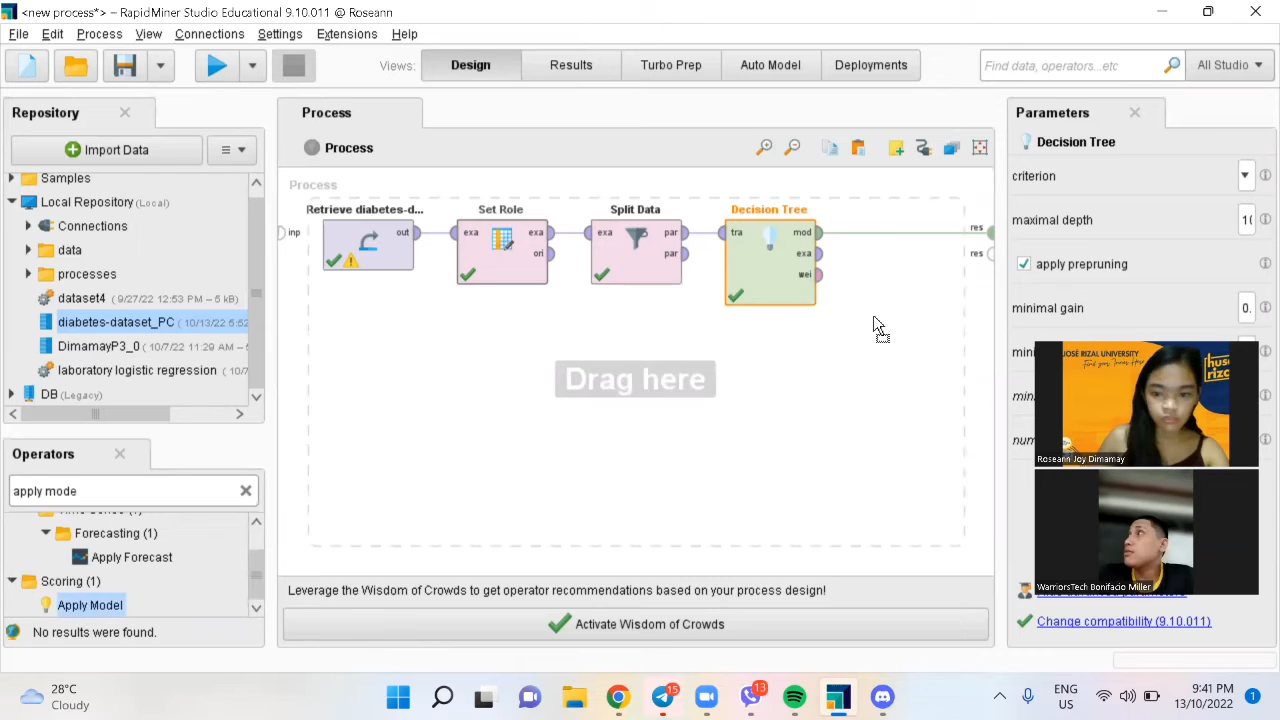 <new process*> – RapidMiner Studio Educational 9.10.011 @ Roseann
File Edit Process View Connections Settings Extensions Help
Views: Design Results Turbo Prep Auto Model Deployments
Find data, operators...etc All Studio
Repository
Import Data
Samples
Local Repository (Local)
Connections
data
processes
dataset4 (9/27/22 12:53 PM – 5 kB)
diabetes-dataset_PC (10/13/22 5:52
DimamayP3_0 (10/7/22 11:29 AM –
laboratory logistic regression (10/7
DB (Legacy)
Operators
apply mode
Forecasting (1)
Apply Forecast
Scoring (1)
Apply Model
No results were found.
Process
Process
Process
Retrieve diabetes-d...
Set Role
Split Data
Decision Tree
inp
out
exa exa
ori
exa par
par
tra mod
exa
wei
res
res
Drag here
Leverage the Wisdom of Crowds to get operator recommendations based on your process design!
Activate Wisdom of Crowds
Parameters
Decision Tree
criterion
maximal depth
apply prepruning
minimal gain
0.
JOSÉ RIZAL UNIVERSITY
Roseann Joy Dimamay
WarriorsTech Bonifacio Miller
Change compatibility (9.10.011)
28°C
Cloudy
15
13
ENG
US
9:41 PM
13/10/2022
1